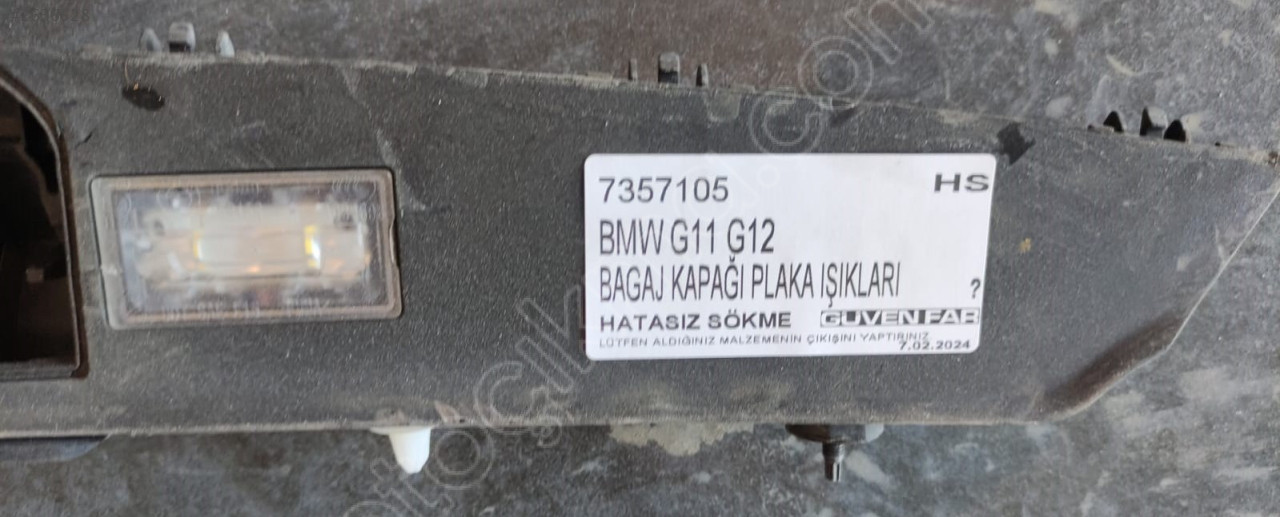 7357105 HS
BMW G11 G12
BAGAJ KAPAĞI PLAKA IŞIKLARI ?
HATASIZ SÖKME GUVEN FAR
LÜTFEN ALDIĞINIZ MALZEMENİN ÇIKIŞINI YAPTIRINIZ
7.02.2024